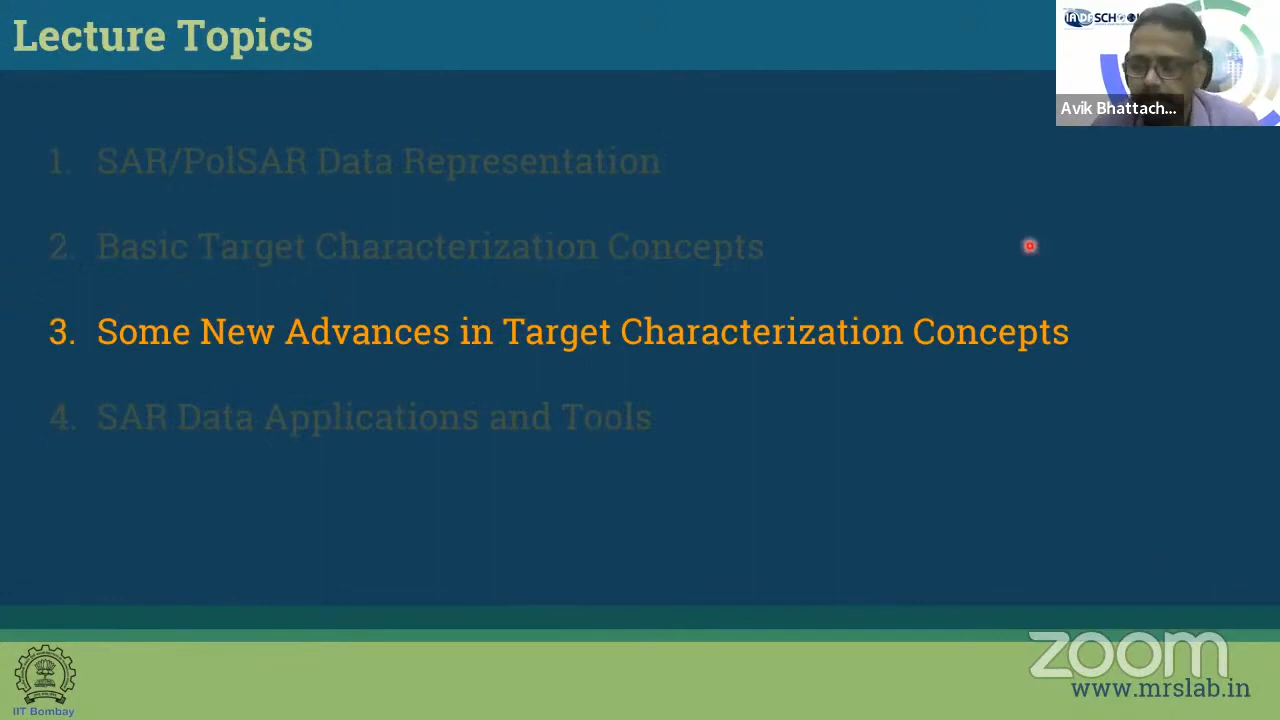 Lecture Topics
SCHOOL
Avik Bhattach...
1. SAR/PolSAR Data Representation
2. Basic Target Characterization Concepts
3. Some New Advances in Target Characterization Concepts
4. SAR Data Applications and Tools
zoom
www.mrslab.in
IIT Bombay